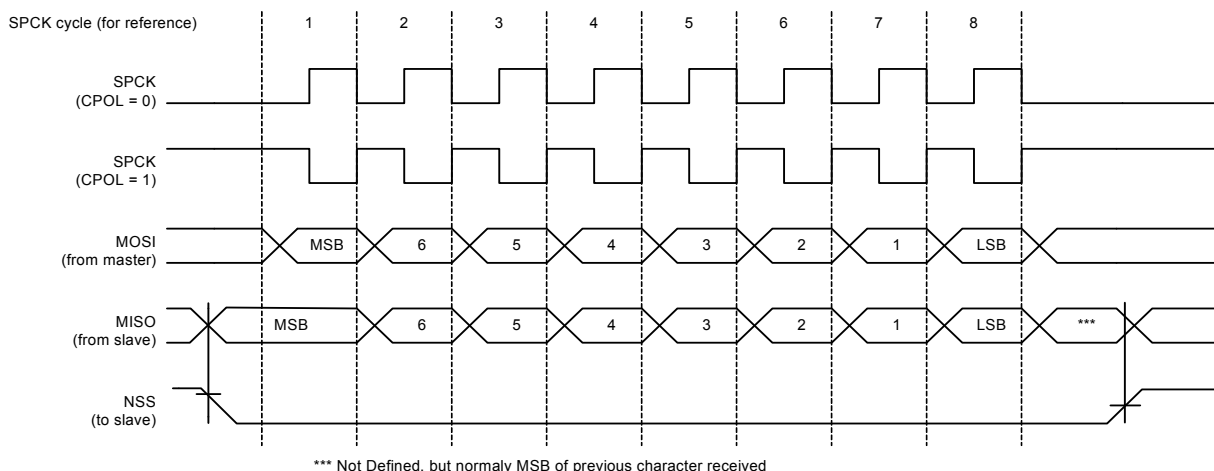 SPCK cycle (for reference) 1 2 3 4 5 6 7 8
SPCK
(CPOL = 0)
SPCK
(CPOL = 1)
MOSI
(from master)
MSB 6 5 4 3 2 1 LSB
MISO
(from slave)
MSB 6 5 4 3 2 1 LSB ***
NSS
(to slave)
*** Not Defined, but normaly MSB of previous character received